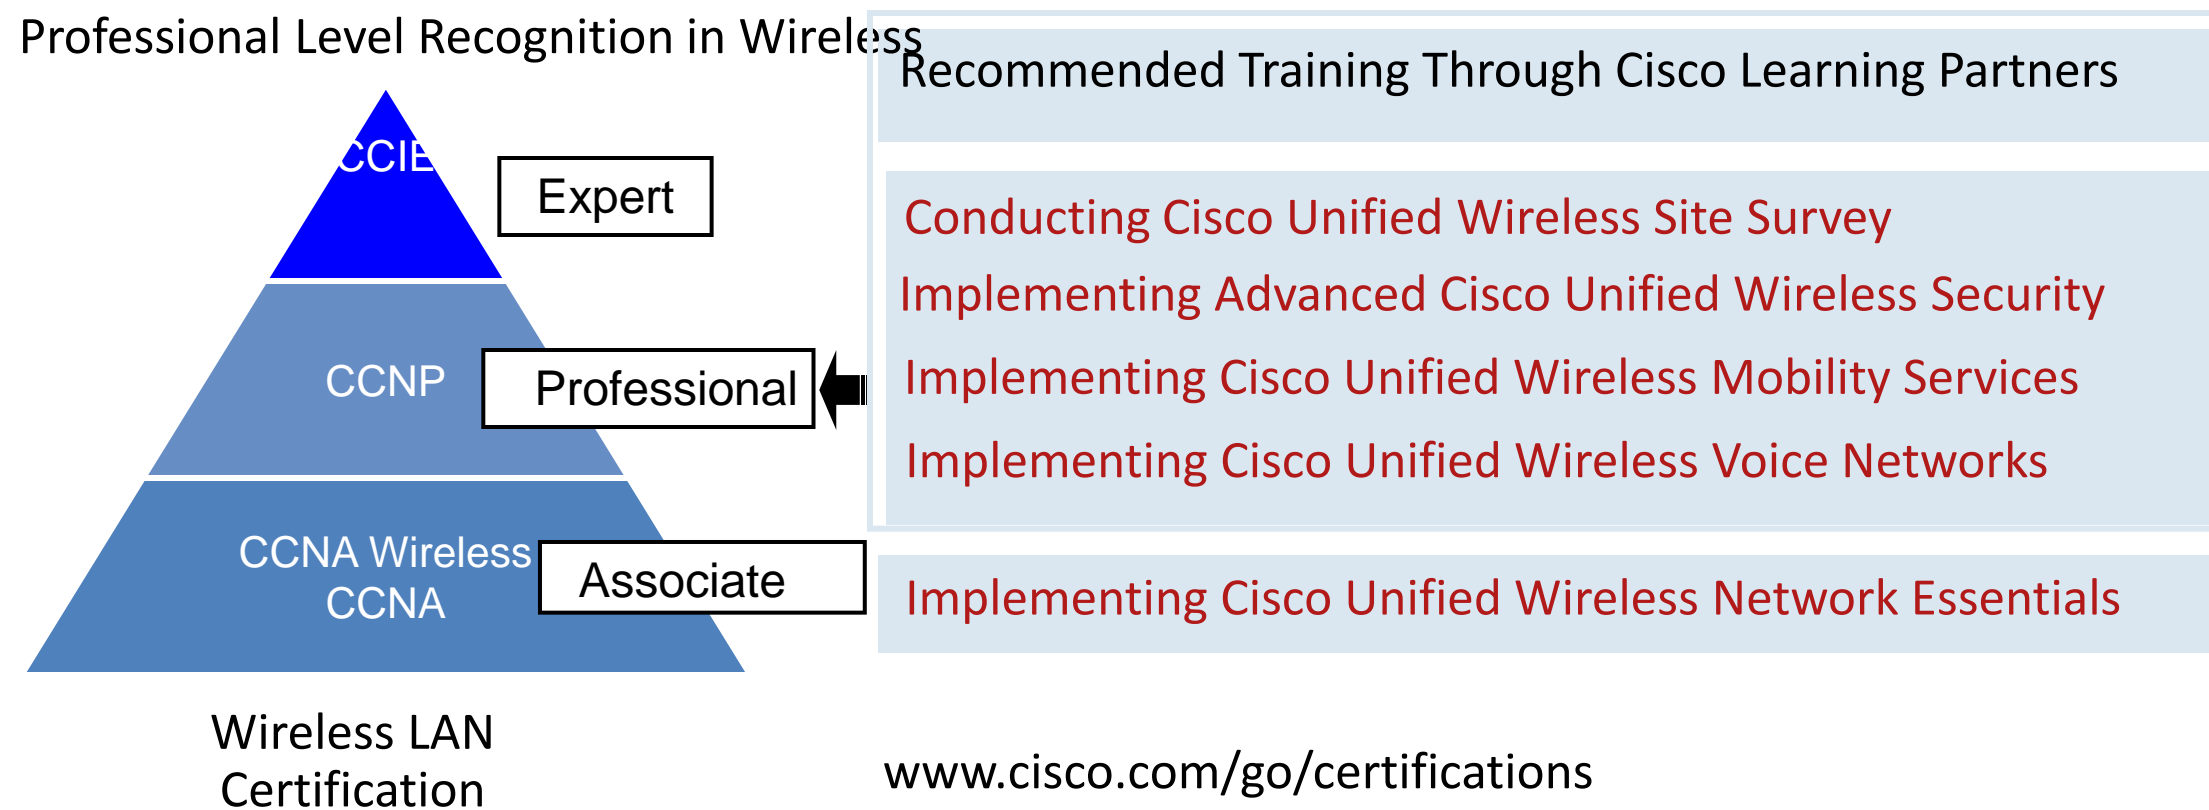 Professional Level Recognition in Wireless
Recommended Training Through Cisco Learning Partners
CCIE
Expert
Conducting Cisco Unified Wireless Site Survey
Implementing Advanced Cisco Unified Wireless Security
CCNP
Professional
Implementing Cisco Unified Wireless Mobility Services
Implementing Cisco Unified Wireless Voice Networks
CCNA Wireless
CCNA
Associate
Implementing Cisco Unified Wireless Network Essentials
Wireless LAN
Certification
www.cisco.com/go/certifications